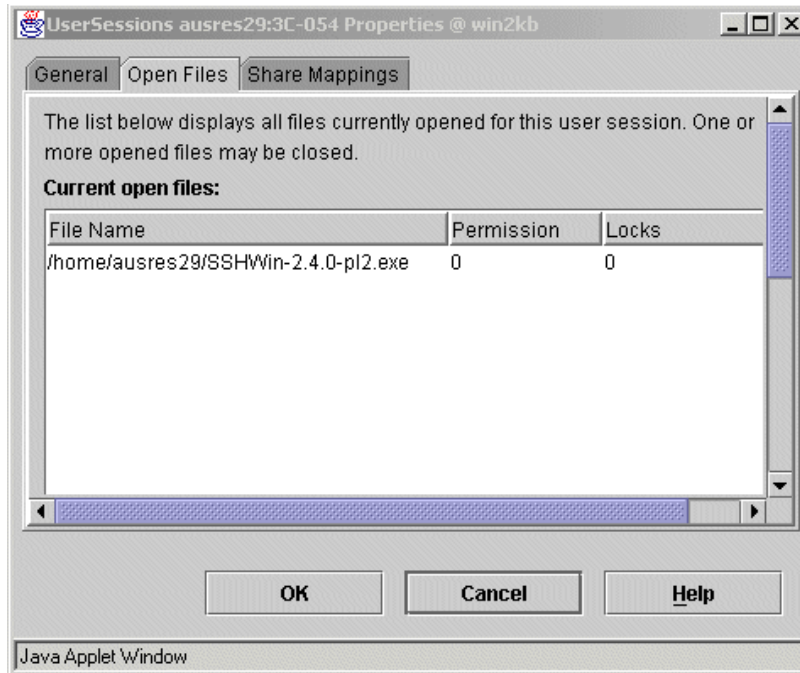 UserSessions ausres29:3C-054 Properties @ win2kb
General Open Files Share Mappings
The list below displays all files currently opened for this user session. One or
more opened files may be closed.
Current open files:
File Name Permission Locks
/home/ausres29/SSHWin-2.4.0-pl2.exe 0 0
OK Cancel Help
Java Applet Window